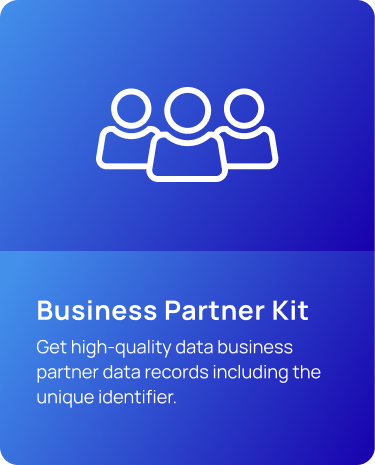 Business Partner Kit
Get high-quality data business
partner data records including the
unique identifier.